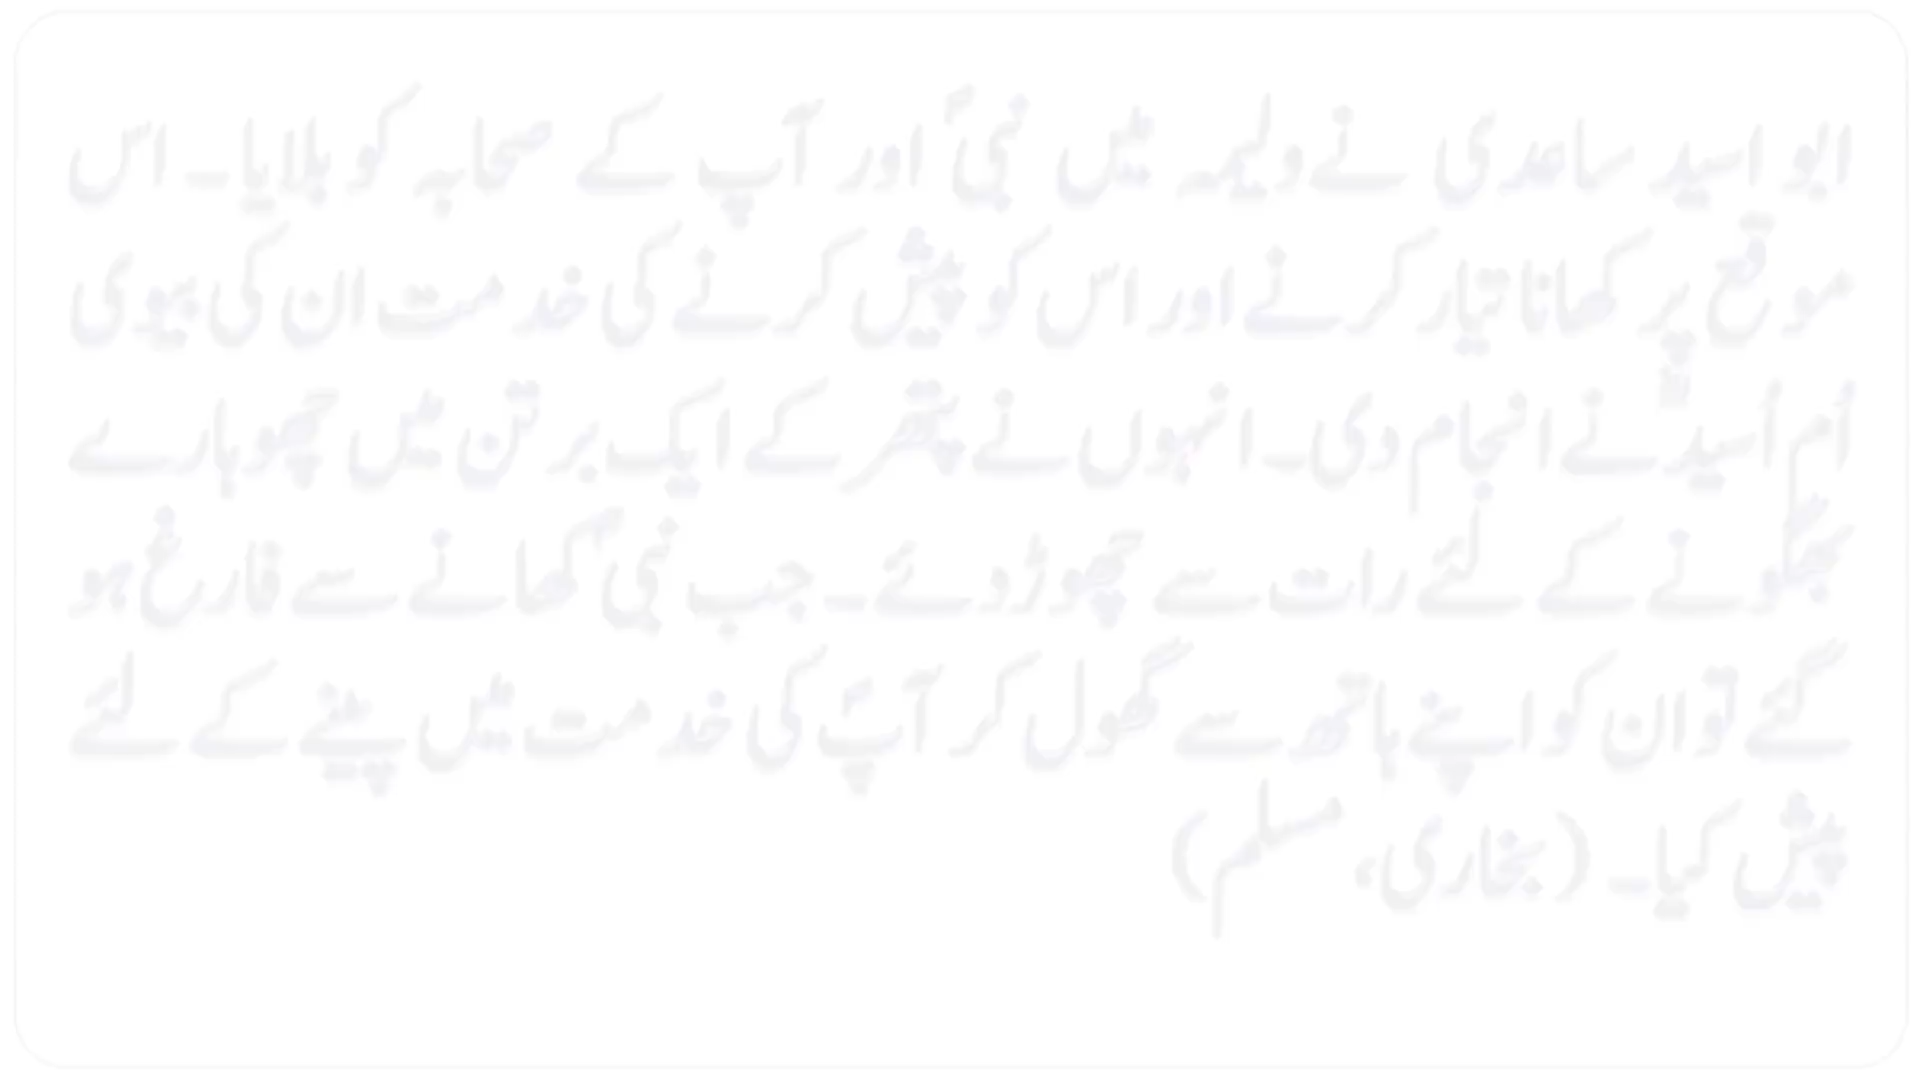 ابو اسید ساعدی نے ولیمہ میں نبیؐ اور آپ کے صحابہ کو بلایا۔ اس
موقع پر کھانا تیار کرنے اور اس کو پیش کرنے کی خدمت ان کی بیوی
اُم اُسید نے انجام دی۔ انہوں نے پتھر کے ایک برتن میں چھوہارے
بھگونے کے لئے رات سے چھوڑ دئے۔ جب نبیؐ کھانے سے فارغ ہو
گئے تو ان کو اپنے ہاتھ سے گھول کر آپؐ کی خدمت میں پینے کے لئے
پیش کیا۔ (بخاری، مسلم)